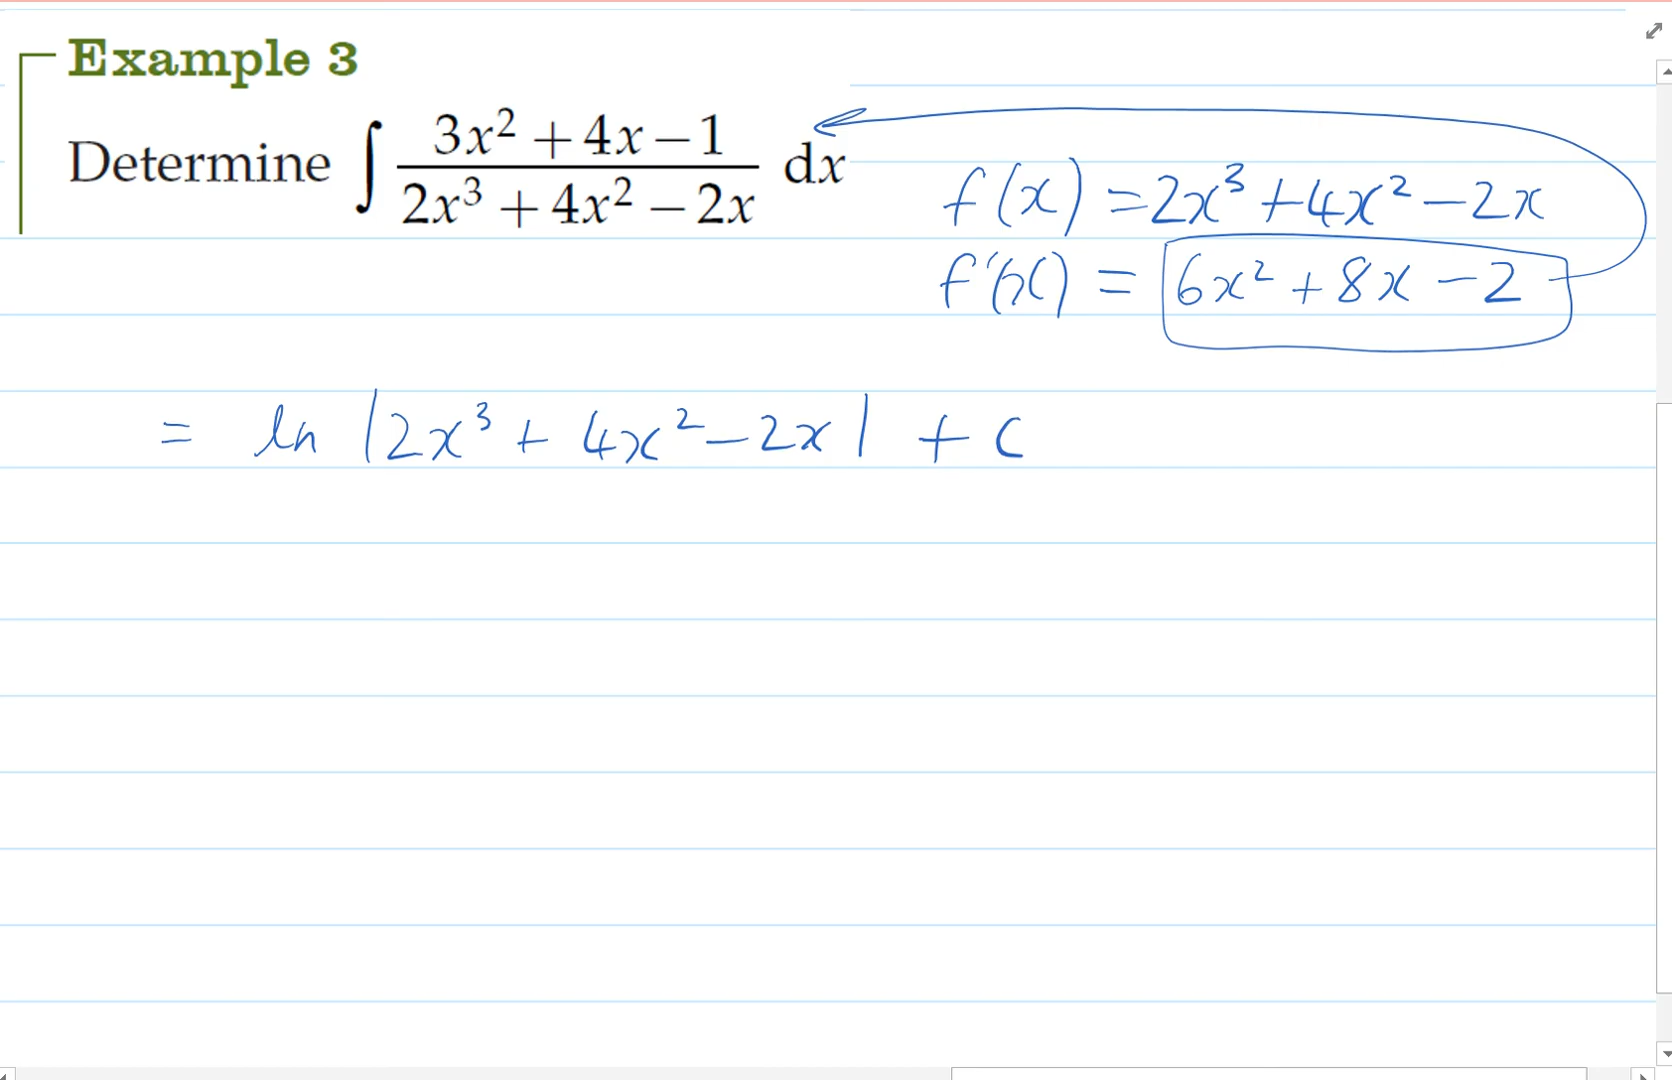 Example 3
Determine ∫ (3x² + 4x − 1)/(2x³ + 4x² − 2x) dx
f(x) = 2x³ + 4x² − 2x
f'(x) = 6x² + 8x − 2
= ln |2x³ + 4x² − 2x| + c